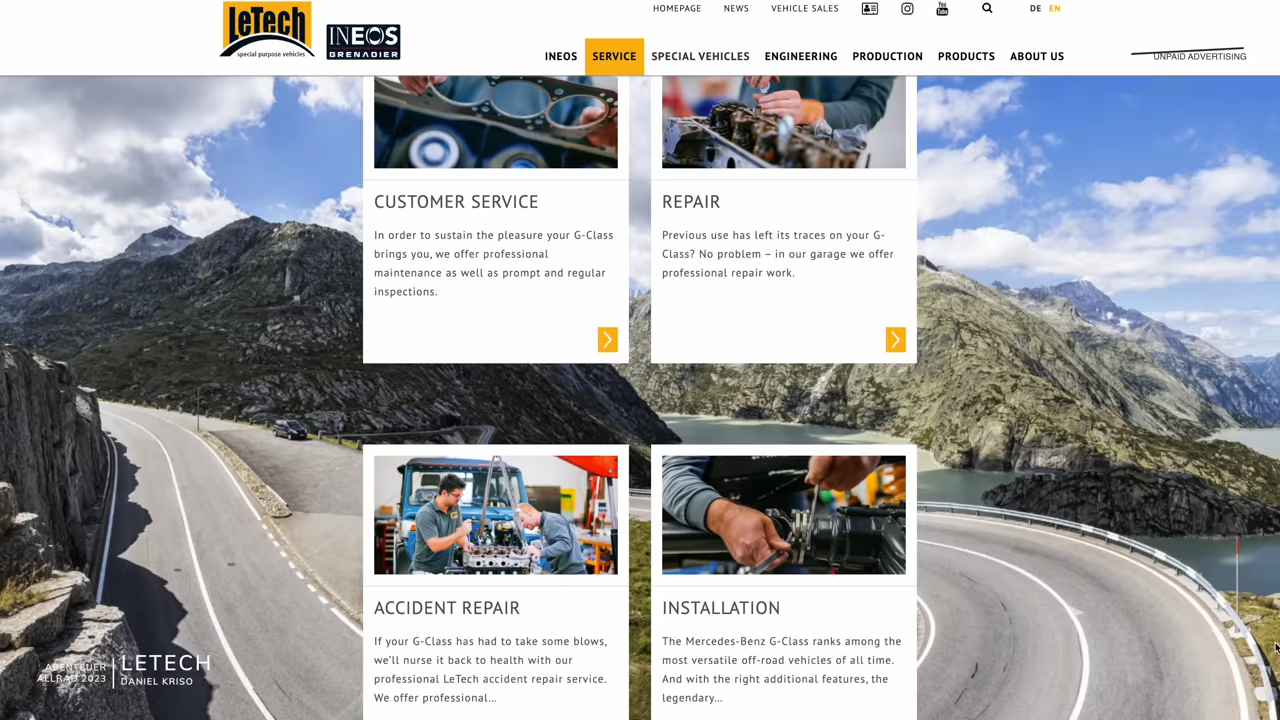 LeTech
special purpose vehicles
INEOS
GRENADIER
HOMEPAGE NEWS VEHICLE SALES You Tube DE EN
INEOS SERVICE SPECIAL VEHICLES ENGINEERING PRODUCTION PRODUCTS ABOUT US
UNPAID ADVERTISING
CUSTOMER SERVICE
In order to sustain the pleasure your G-Class
brings you, we offer professional
maintenance as well as prompt and regular
inspections.
REPAIR
Previous use has left its traces on your G-
Class? No problem – in our garage we offer
professional repair work.
ACCIDENT REPAIR
If your G-Class has had to take some blows,
we'll nurse it back to health with our
professional LeTech accident repair service.
We offer professional...
INSTALLATION
The Mercedes-Benz G-Class ranks among the
most versatile off-road vehicles of all time.
And with the right additional features, the
legendary...
ABENTEUER
ALLRAD 2023
LETECH
DANIEL KRISO